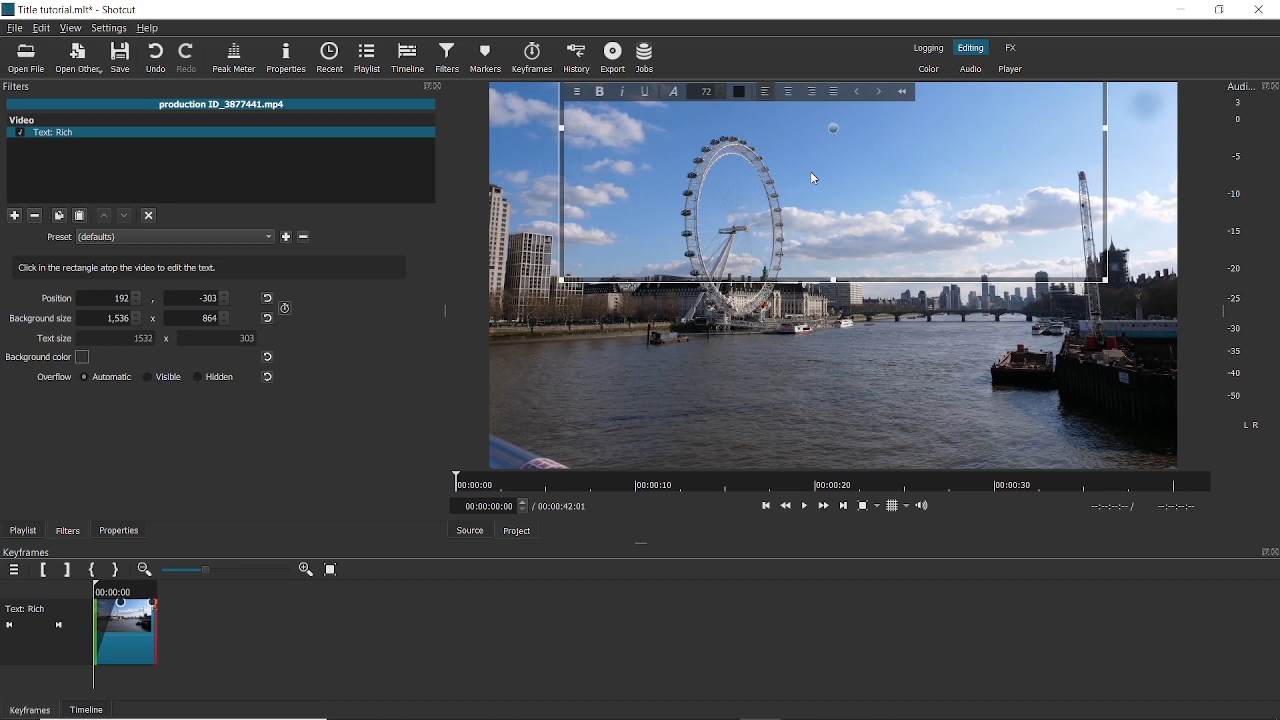 Title tutorial.mlt* - Shotcut
File Edit View Settings Help
Open File Open Other.. Save Undo Redo Peak Meter Properties Recent Playlist Timeline Filters Markers Keyframes History Export Jobs
Logging Editing FX
Color Audio Player
Filters
production ID_3877441.mp4
Video
✓ Text: Rich
Preset (defaults)
Click in the rectangle atop the video to edit the text.
Position 192 , -303
Background size 1,536 x 864
Text size 1532 x 303
Background color
Overflow Automatic Visible Hidden
Playlist Filters Properties
B i U A 72
Audi...
3
0
-5
-10
-15
-20
-25
-30
-35
-40
-50
L R
00:00:00 00:00:10 00:00:20 00:00:30
00:00:00:00 / 00:00:42:01 --:--:--:-- / --:--:--:--
Source Project
Keyframes
[ ] { }
00:00:00
Text: Rich
Keyframes Timeline